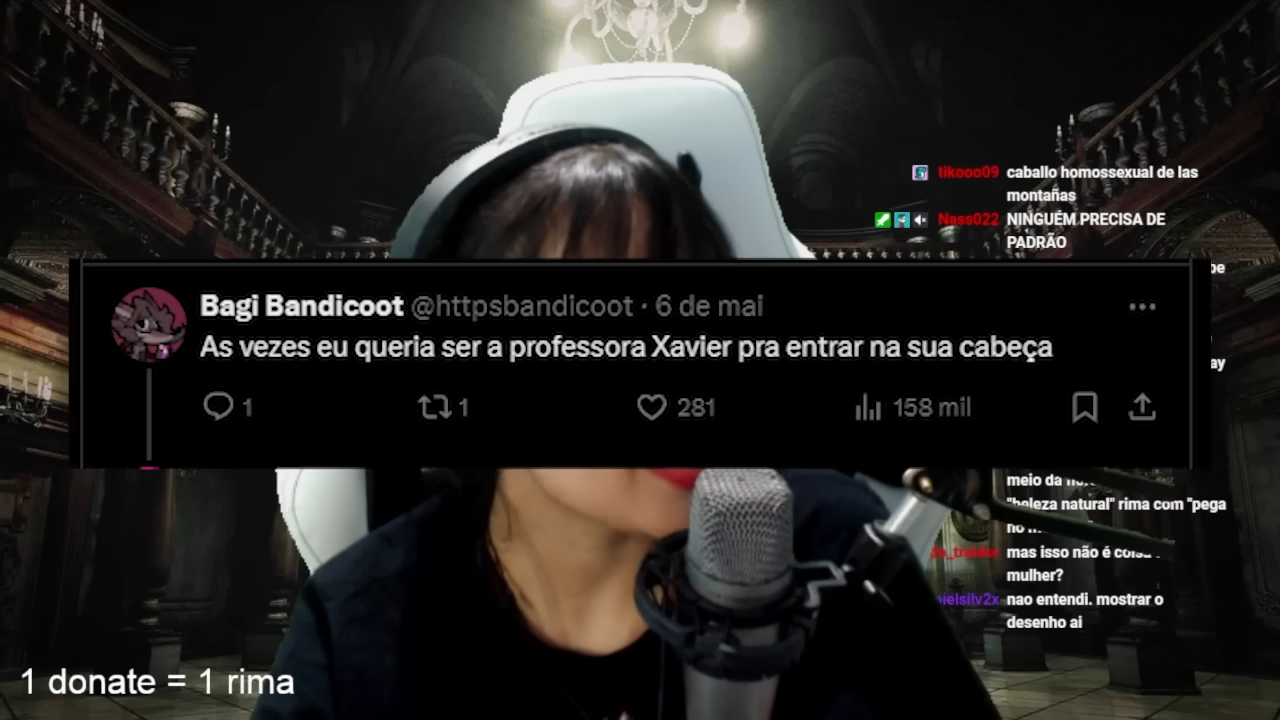 tikooo09 caballo homossexual de las
montañas
Nass022 NINGUÉM PRECISA DE
PADRÃO
Bagi Bandicoot @httpsbandicoot · 6 de mai
As vezes eu queria ser a professora Xavier pra entrar na sua cabeça
1 1 281 158 mil
meio da
"beleza natural" rima com "pega
mas isso não é
mulher?
nao entendi. mostrar o
desenho ai
1 donate = 1 rima